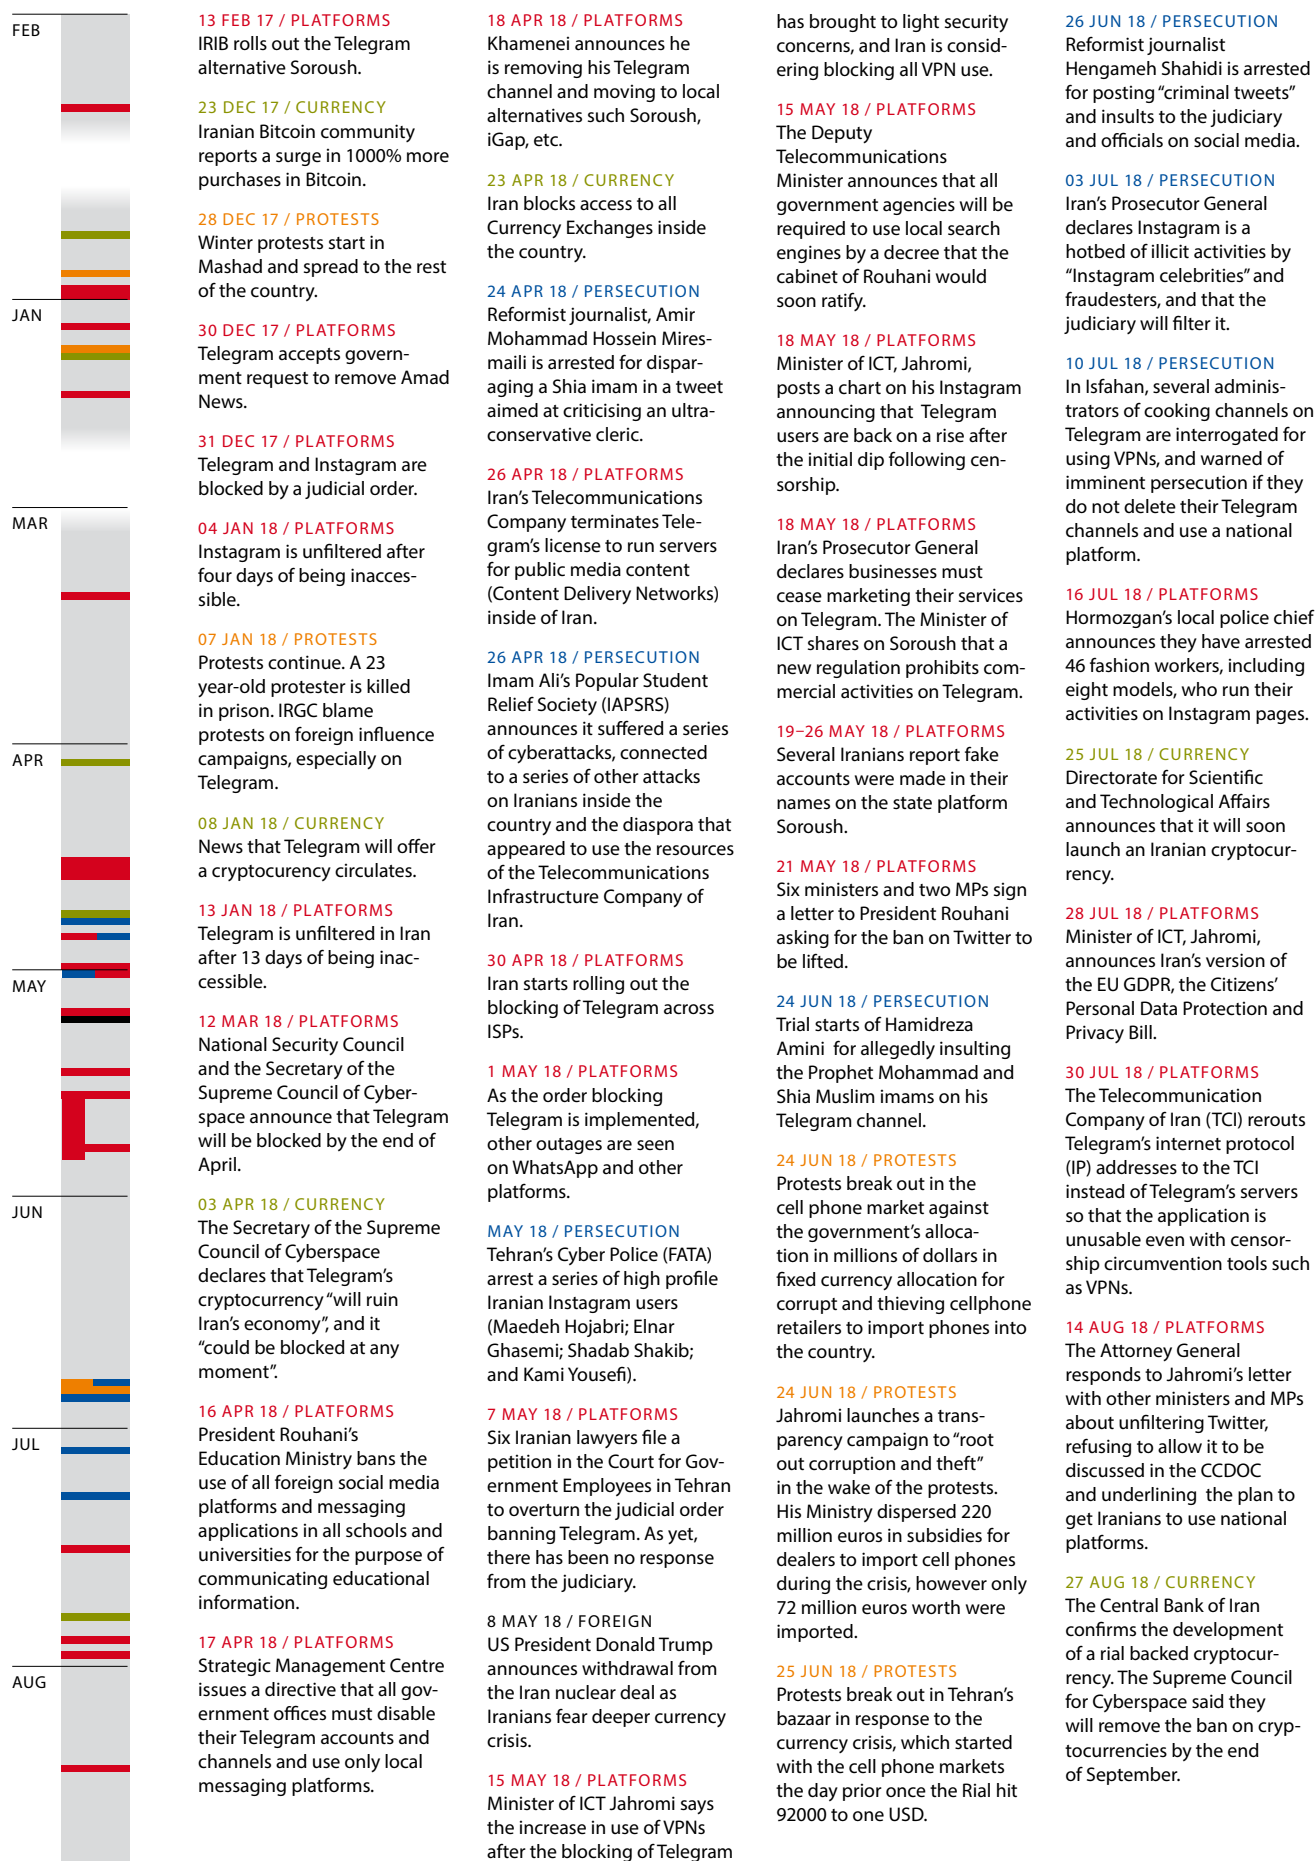 FEB
JAN
MAR
APR
MAY
JUN
JUL
AUG
13 FEB 17 / PLATFORMS
IRIB rolls out the Telegram
alternative Soroush.
23 DEC 17 / CURRENCY
Iranian Bitcoin community
reports a surge in 1000% more
purchases in Bitcoin.
28 DEC 17 / PROTESTS
Winter protests start in
Mashad and spread to the rest
of the country.
30 DEC 17 / PLATFORMS
Telegram accepts govern-
ment request to remove Amad
News.
31 DEC 17 / PLATFORMS
Telegram and Instagram are
blocked by a judicial order.
04 JAN 18 / PLATFORMS
Instagram is unfiltered after
four days of being inacces-
sible.
07 JAN 18 / PROTESTS
Protests continue. A 23
year-old protester is killed
in prison. IRGC blame
protests on foreign influence
campaigns, especially on
Telegram.
08 JAN 18 / CURRENCY
News that Telegram will offer
a cryptocurency circulates.
13 JAN 18 / PLATFORMS
Telegram is unfiltered in Iran
after 13 days of being inac-
cessible.
12 MAR 18 / PLATFORMS
National Security Council
and the Secretary of the
Supreme Council of Cyber-
space announce that Telegram
will be blocked by the end of
April.
03 APR 18 / CURRENCY
The Secretary of the Supreme
Council of Cyberspace
declares that Telegram's
cryptocurrency “will ruin
Iran's economy”, and it
“could be blocked at any
moment”.
16 APR 18 / PLATFORMS
President Rouhani's
Education Ministry bans the
use of all foreign social media
platforms and messaging
applications in all schools and
universities for the purpose of
communicating educational
information.
17 APR 18 / PLATFORMS
Strategic Management Centre
issues a directive that all gov-
ernment offices must disable
their Telegram accounts and
channels and use only local
messaging platforms.
18 APR 18 / PLATFORMS
Khamenei announces he
is removing his Telegram
channel and moving to local
alternatives such Soroush,
iGap, etc.
23 APR 18 / CURRENCY
Iran blocks access to all
Currency Exchanges inside
the country.
24 APR 18 / PERSECUTION
Reformist journalist, Amir
Mohammad Hossein Mires-
maili is arrested for dispar-
aging a Shia imam in a tweet
aimed at criticising an ultra-
conservative cleric.
26 APR 18 / PLATFORMS
Iran's Telecommunications
Company terminates Tele-
gram's license to run servers
for public media content
(Content Delivery Networks)
inside of Iran.
26 APR 18 / PERSECUTION
Imam Ali's Popular Student
Relief Society (IAPSRS)
announces it suffered a series
of cyberattacks, connected
to a series of other attacks
on Iranians inside the
country and the diaspora that
appeared to use the resources
of the Telecommunications
Infrastructure Company of
Iran.
30 APR 18 / PLATFORMS
Iran starts rolling out the
blocking of Telegram across
ISPs.
1 MAY 18 / PLATFORMS
As the order blocking
Telegram is implemented,
other outages are seen
on WhatsApp and other
platforms.
MAY 18 / PERSECUTION
Tehran's Cyber Police (FATA)
arrest a series of high profile
Iranian Instagram users
(Maedeh Hojabri; Elnar
Ghasemi; Shadab Shakib;
and Kami Yousefi).
7 MAY 18 / PLATFORMS
Six Iranian lawyers file a
petition in the Court for Gov-
ernment Employees in Tehran
to overturn the judicial order
banning Telegram. As yet,
there has been no response
from the judiciary.
8 MAY 18 / FOREIGN
US President Donald Trump
announces withdrawal from
the Iran nuclear deal as
Iranians fear deeper currency
crisis.
15 MAY 18 / PLATFORMS
Minister of ICT Jahromi says
the increase in use of VPNs
after the blocking of Telegram
has brought to light security
concerns, and Iran is consid-
ering blocking all VPN use.
15 MAY 18 / PLATFORMS
The Deputy
Telecommunications
Minister announces that all
government agencies will be
required to use local search
engines by a decree that the
cabinet of Rouhani would
soon ratify.
18 MAY 18 / PLATFORMS
Minister of ICT, Jahromi,
posts a chart on his Instagram
announcing that Telegram
users are back on a rise after
the initial dip following cen-
sorship.
18 MAY 18 / PLATFORMS
Iran's Prosecutor General
declares businesses must
cease marketing their services
on Telegram. The Minister of
ICT shares on Soroush that a
new regulation prohibits com-
mercial activities on Telegram.
19–26 MAY 18 / PLATFORMS
Several Iranians report fake
accounts were made in their
names on the state platform
Soroush.
21 MAY 18 / PLATFORMS
Six ministers and two MPs sign
a letter to President Rouhani
asking for the ban on Twitter to
be lifted.
24 JUN 18 / PERSECUTION
Trial starts of Hamidreza
Amini for allegedly insulting
the Prophet Mohammad and
Shia Muslim imams on his
Telegram channel.
24 JUN 18 / PROTESTS
Protests break out in the
cell phone market against
the government's alloca-
tion in millions of dollars in
fixed currency allocation for
corrupt and thieving cellphone
retailers to import phones into
the country.
24 JUN 18 / PROTESTS
Jahromi launches a trans-
parency campaign to “root
out corruption and theft”
in the wake of the protests.
His Ministry dispersed 220
million euros in subsidies for
dealers to import cell phones
during the crisis, however only
72 million euros worth were
imported.
25 JUN 18 / PROTESTS
Protests break out in Tehran's
bazaar in response to the
currency crisis, which started
with the cell phone markets
the day prior once the Rial hit
92000 to one USD.
26 JUN 18 / PERSECUTION
Reformist journalist
Hengameh Shahidi is arrested
for posting “criminal tweets”
and insults to the judiciary
and officials on social media.
03 JUL 18 / PERSECUTION
Iran's Prosecutor General
declares Instagram is a
hotbed of illicit activities by
“Instagram celebrities” and
fraudesters, and that the
judiciary will filter it.
10 JUL 18 / PERSECUTION
In Isfahan, several adminis-
trators of cooking channels on
Telegram are interrogated for
using VPNs, and warned of
imminent persecution if they
do not delete their Telegram
channels and use a national
platform.
16 JUL 18 / PLATFORMS
Hormozgan's local police chief
announces they have arrested
46 fashion workers, including
eight models, who run their
activities on Instagram pages.
25 JUL 18 / CURRENCY
Directorate for Scientific
and Technological Affairs
announces that it will soon
launch an Iranian cryptocur-
rency.
28 JUL 18 / PLATFORMS
Minister of ICT, Jahromi,
announces Iran's version of
the EU GDPR, the Citizens'
Personal Data Protection and
Privacy Bill.
30 JUL 18 / PLATFORMS
The Telecommunication
Company of Iran (TCI) rerouts
Telegram's internet protocol
(IP) addresses to the TCI
instead of Telegram's servers
so that the application is
unusable even with censor-
ship circumvention tools such
as VPNs.
14 AUG 18 / PLATFORMS
The Attorney General
responds to Jahromi's letter
with other ministers and MPs
about unfiltering Twitter,
refusing to allow it to be
discussed in the CCDOC
and underlining the plan to
get Iranians to use national
platforms.
27 AUG 18 / CURRENCY
The Central Bank of Iran
confirms the development
of a rial backed cryptocur-
rency. The Supreme Council
for Cyberspace said they
will remove the ban on cryp-
tocurrencies by the end
of September.